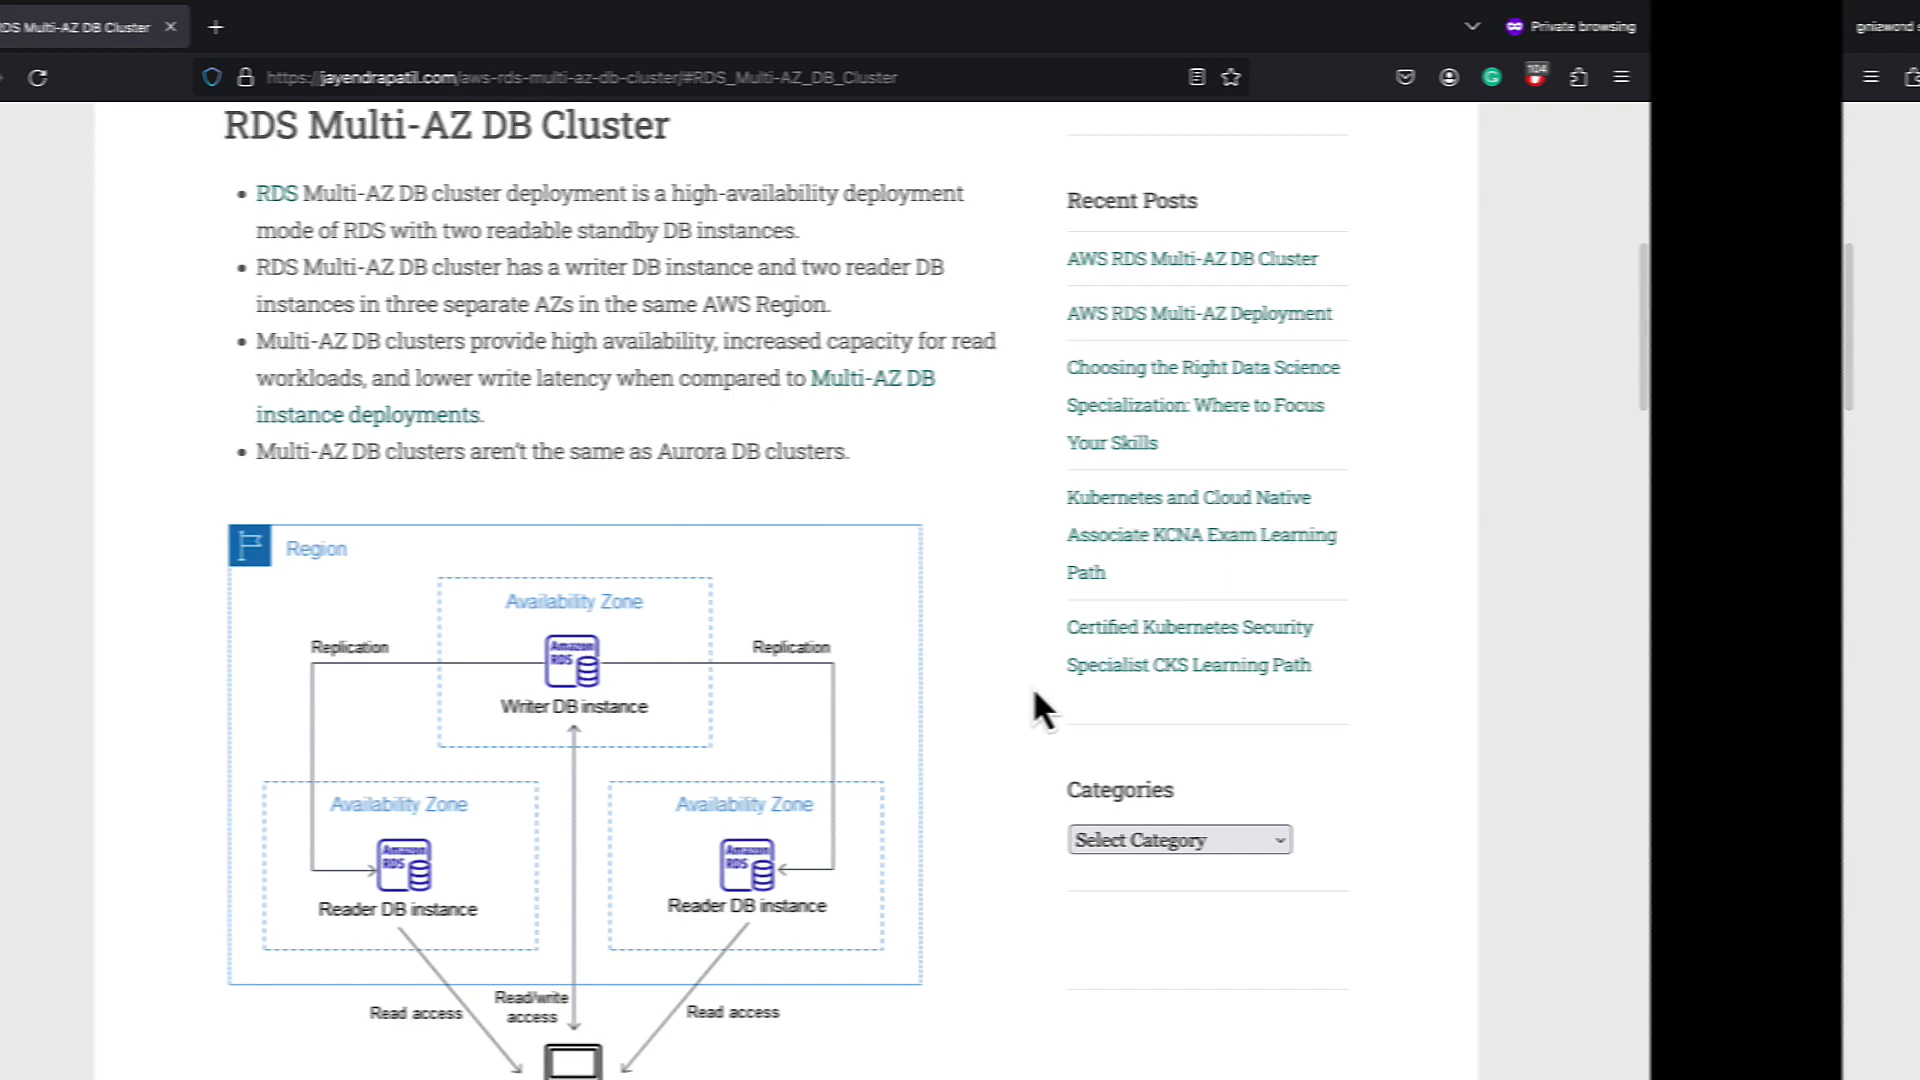 RDS Multi-AZ DB Cluster
Private browsing
https://jayendrapatil.com/aws-rds-multi-az-db-cluster/#RDS_Multi-AZ_DB_Cluster
104
RDS Multi-AZ DB Cluster
RDS Multi-AZ DB cluster deployment is a high-availability deployment
mode of RDS with two readable standby DB instances.
RDS Multi-AZ DB cluster has a writer DB instance and two reader DB
instances in three separate AZs in the same AWS Region.
Multi-AZ DB clusters provide high availability, increased capacity for read
workloads, and lower write latency when compared to Multi-AZ DB
instance deployments.
Multi-AZ DB clusters aren't the same as Aurora DB clusters.
Region
Availability Zone
Replication
Amazon
RDS
Replication
Writer DB instance
Availability Zone
Amazon
RDS
Reader DB instance
Availability Zone
Amazon
RDS
Reader DB instance
Read access
Read/write
access
Read access
Recent Posts
AWS RDS Multi-AZ DB Cluster
AWS RDS Multi-AZ Deployment
Choosing the Right Data Science
Specialization: Where to Focus
Your Skills
Kubernetes and Cloud Native
Associate KCNA Exam Learning
Path
Certified Kubernetes Security
Specialist CKS Learning Path
Categories
Select Category